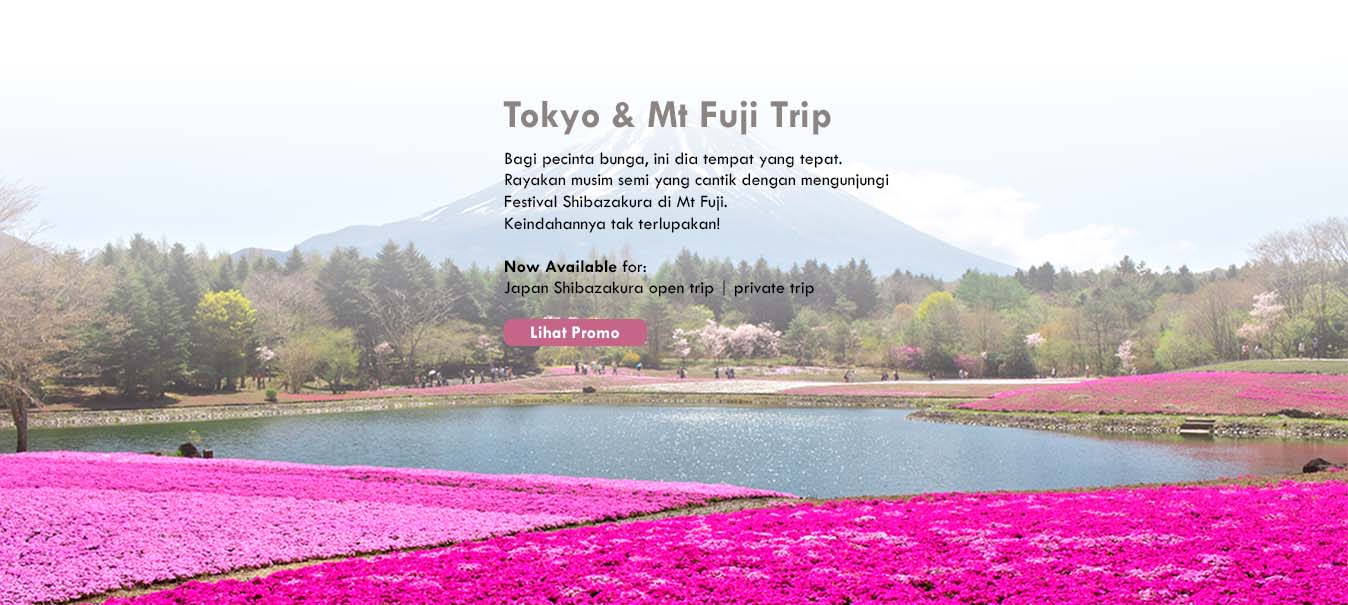 Tokyo & Mt Fuji Trip
Bagi pecinta bunga, ini dia tempat yang tepat.
Rayakan musim semi yang cantik dengan mengunjungi
Festival Shibazakura di Mt Fuji.
Keindahannya tak terlupakan!
Now Available for:
Japan Shibazakura open trip | private trip
Lihat Promo